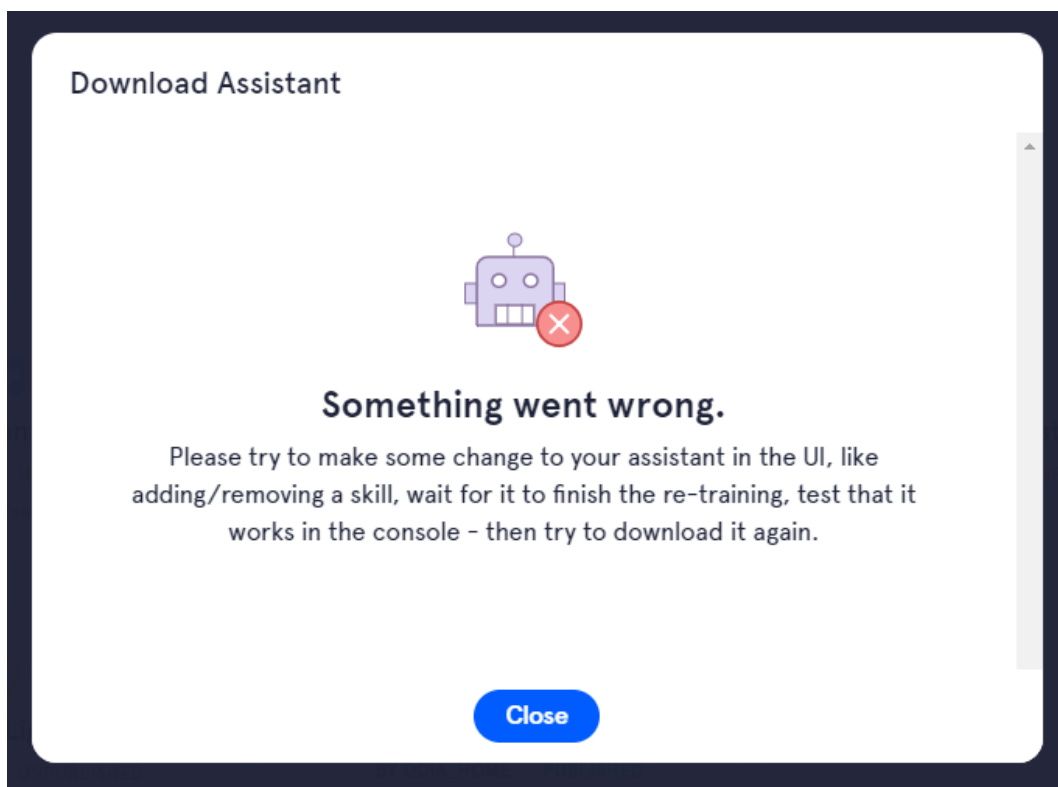 Download Assistant
Something went wrong.
Please try to make some change to your assistant in the UI, like
adding/removing a skill, wait for it to finish the re-training, test that it
works in the console - then try to download it again.
Close